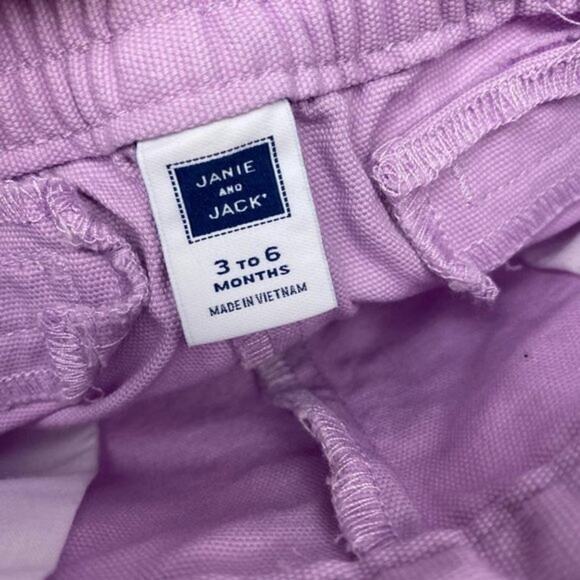 JANIE
AND
JACK®
3 TO 6
MONTHS
MADE IN VIETNAM